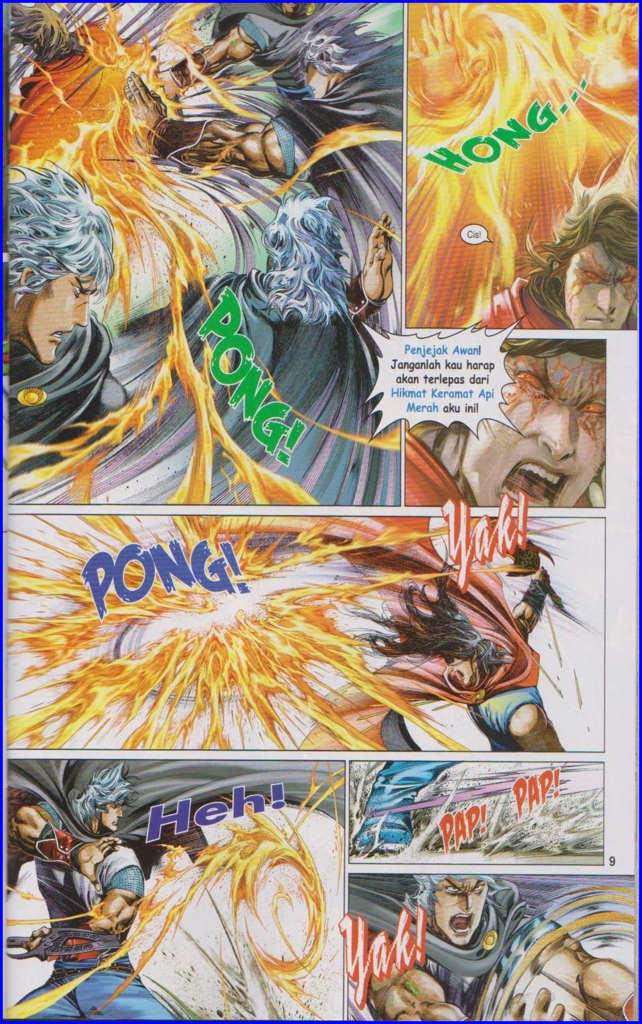 PONG!
HONG...
Cis!
Penjejak Awan!
Janganlah kau harap
akan terlepas dari
Hikmat Keramat Api
Merah aku ini!
PONG!
Yak!
Heh!
PAP! PAP!
9
Yak!